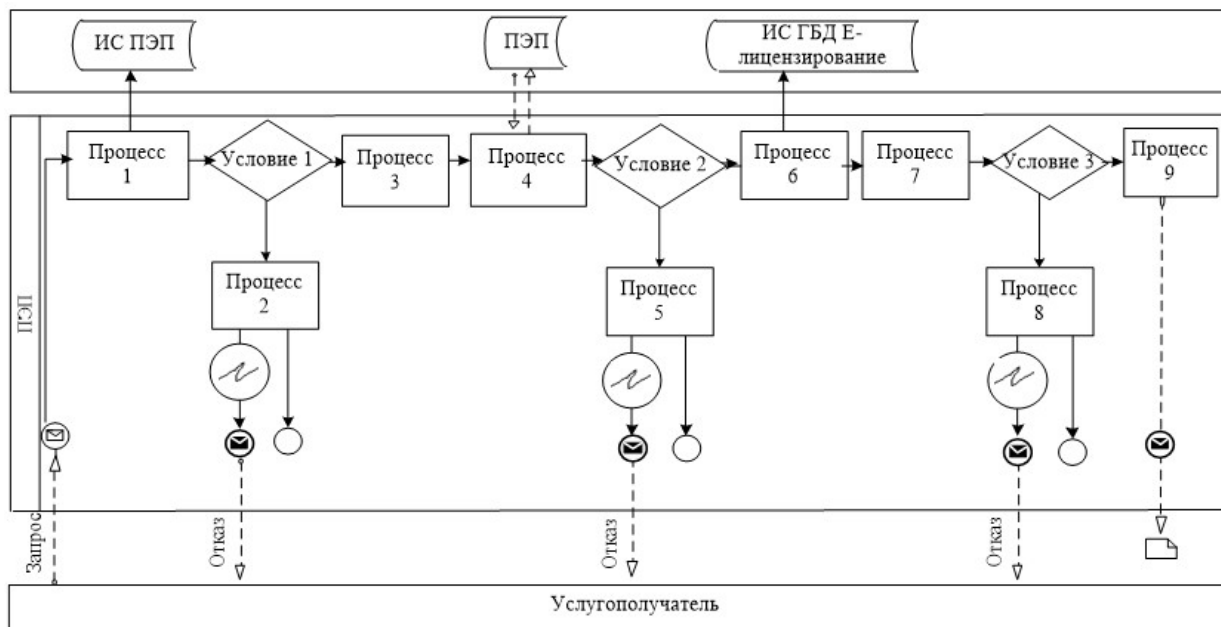 ИС ПЭП
ПЭП
ИС ГБД Е-
лицензирование
Процесс
1
Условие 1
Процесс
3
Процесс
4
Условие 2
Процесс
6
Процесс
7
Условие 3
Процесс
9
Процесс
2
Процесс
5
Процесс
8
ПСП
Запрос
Отказ
Отказ
Отказ
Услугополучатель